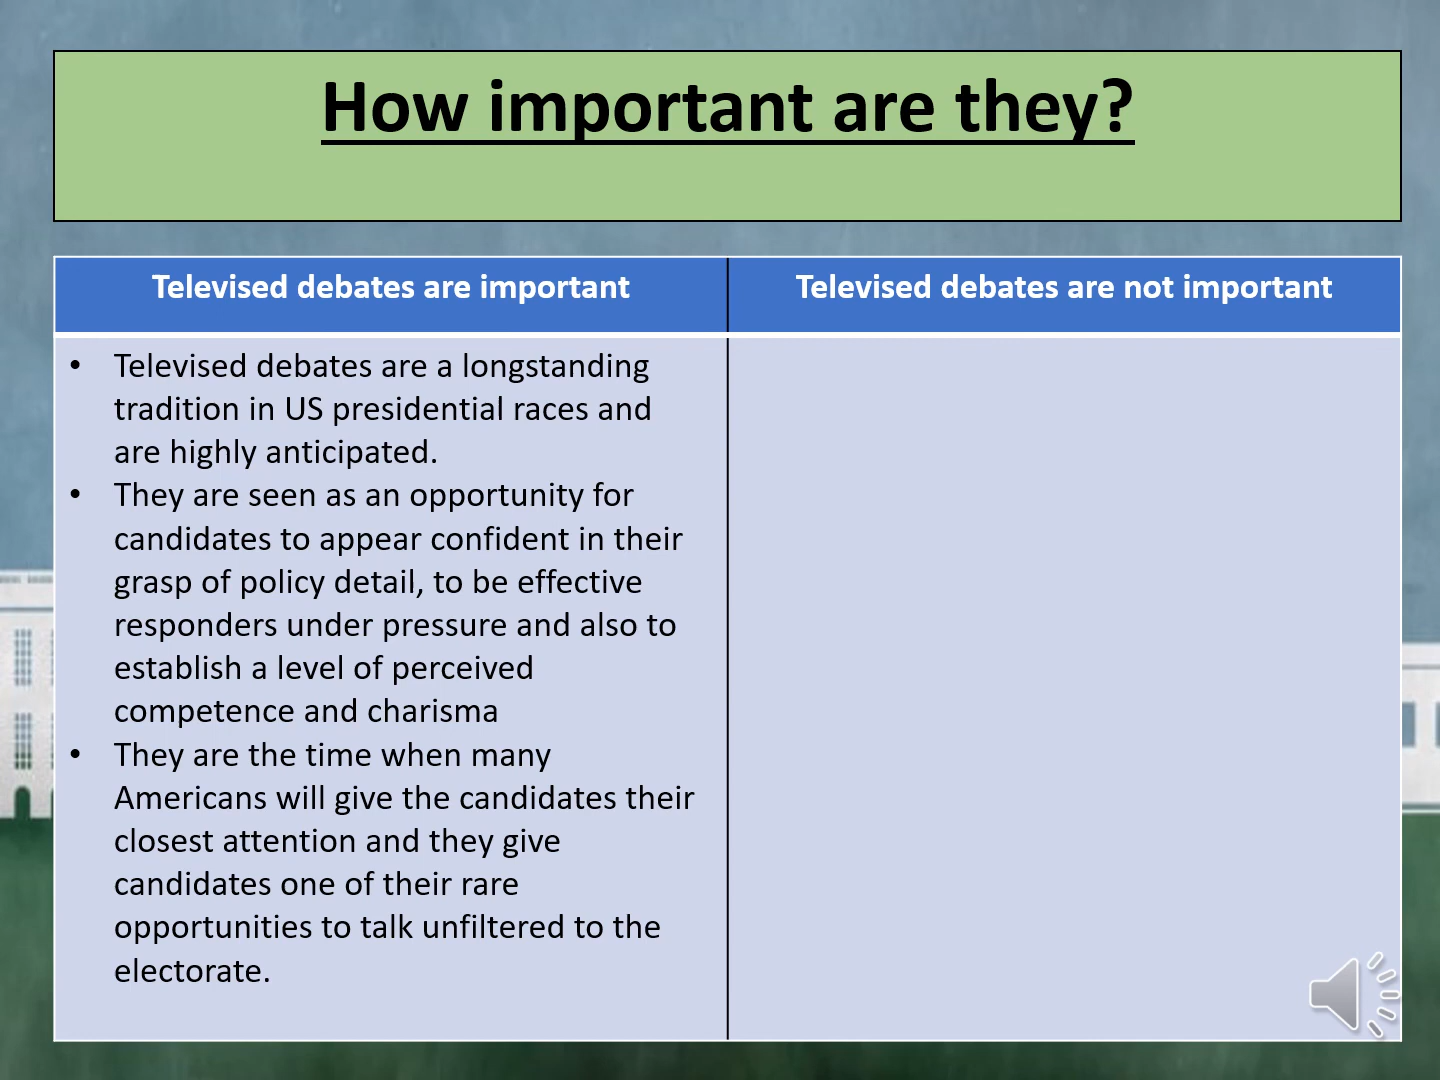 How important are they?
Televised debates are important
Televised debates are not important
• Televised debates are a longstanding
tradition in US presidential races and
are highly anticipated.
• They are seen as an opportunity for
candidates to appear confident in their
grasp of policy detail, to be effective
responders under pressure and also to
establish a level of perceived
competence and charisma
• They are the time when many
Americans will give the candidates their
closest attention and they give
candidates one of their rare
opportunities to talk unfiltered to the
electorate.